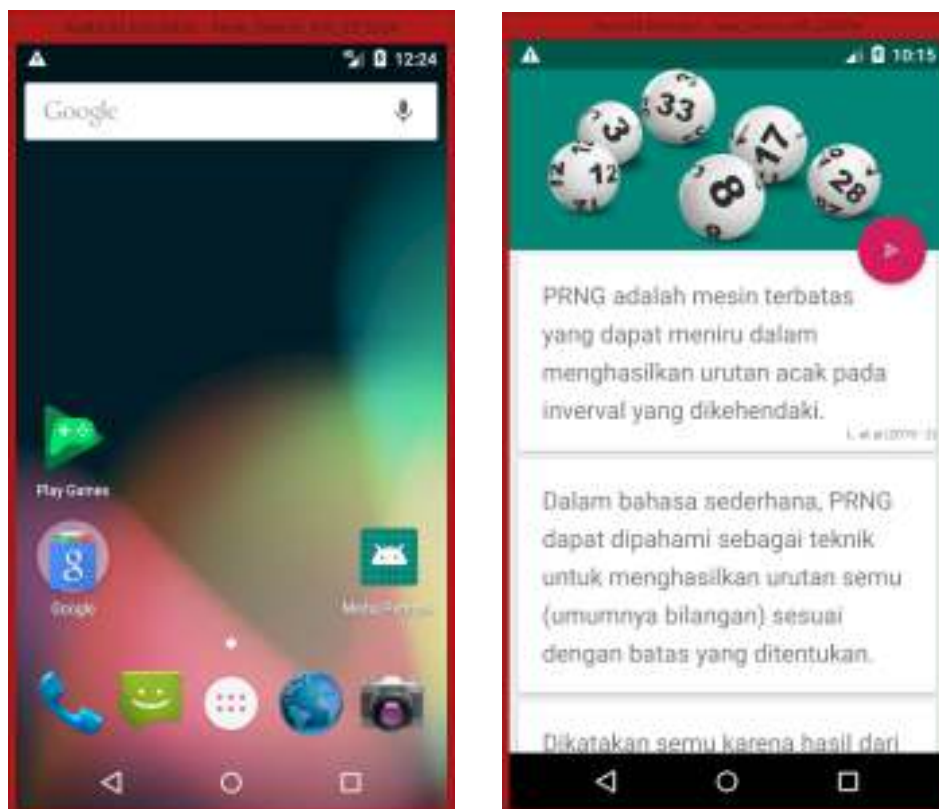 12:24
Google
Play Games
Google
10:15
33
3
17
12
12
8
28
PRNG adalah mesin terbatas
yang dapat meniru dalam
menghasilkan urutan acak pada
inverval yang dikehendaki.
Dalam bahasa sederhana, PRNG
dapat dipahami sebagai teknik
untuk menghasilkan urutan semu
(umumnya bilangan) sesuai
dengan batas yang ditentukan.
Dikatakan semu karena hasil dari